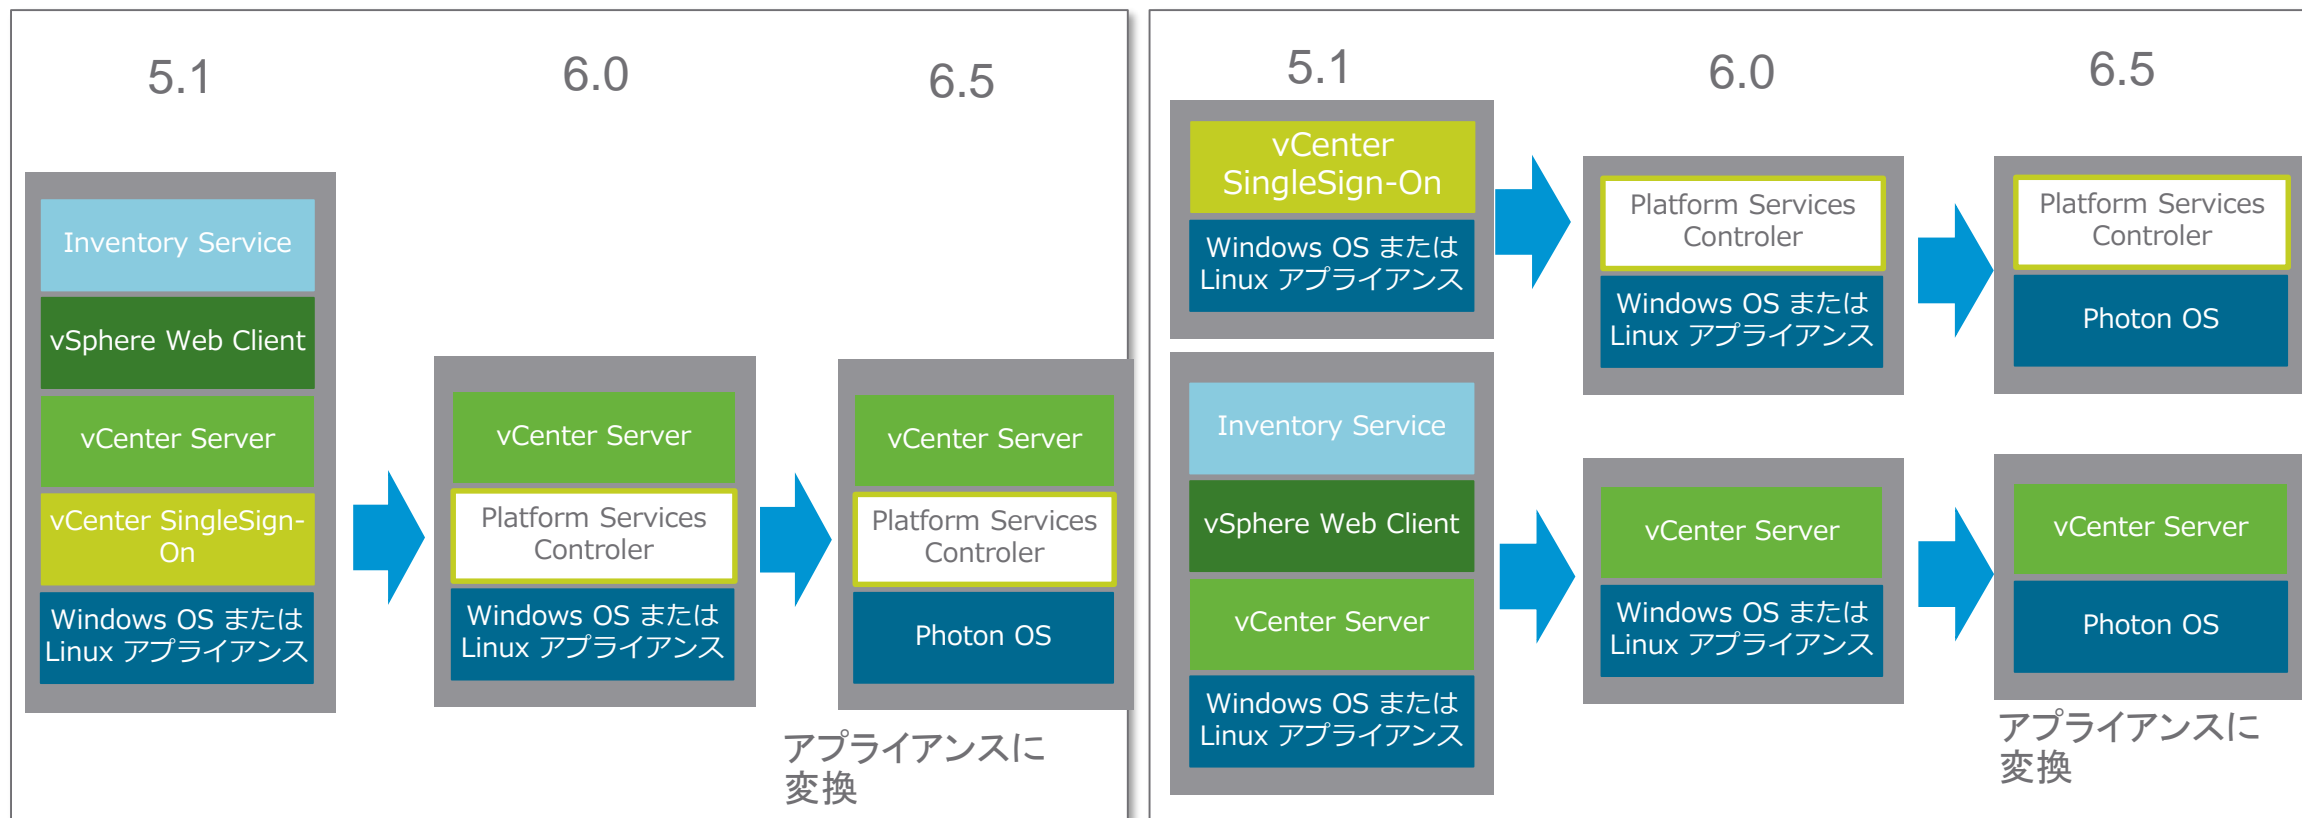 5.1
6.0
6.5
Inventory Service
vSphere Web Client
vCenter Server
vCenter SingleSign-
On
Windows OS または
Linux アプライアンス
vCenter Server
Platform Services
Controler
Windows OS または
Linux アプライアンス
vCenter Server
Platform Services
Controler
Photon OS
アプライアンスに
変換
5.1
6.0
6.5
vCenter
SingleSign-On
Windows OS または
Linux アプライアンス
Platform Services
Controler
Windows OS または
Linux アプライアンス
Platform Services
Controler
Photon OS
Inventory Service
vSphere Web Client
vCenter Server
Windows OS または
Linux アプライアンス
vCenter Server
Windows OS または
Linux アプライアンス
vCenter Server
Photon OS
アプライアンスに
変換